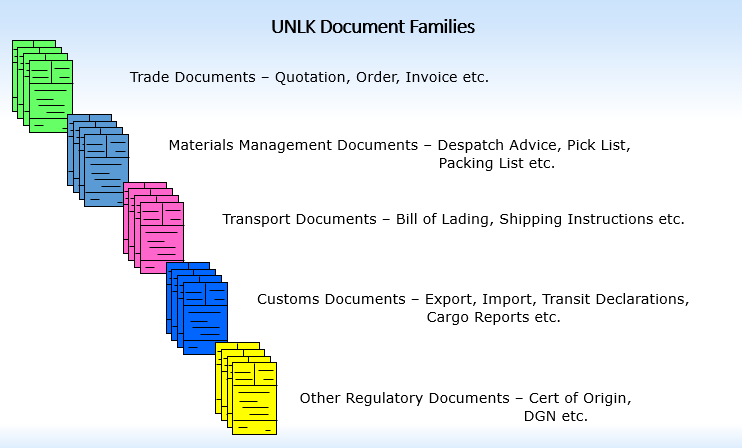 UNLK Document Families
Trade Documents – Quotation, Order, Invoice etc.
Materials Management Documents – Despatch Advice, Pick List,
Packing List etc.
Transport Documents – Bill of Lading, Shipping Instructions etc.
Customs Documents – Export, Import, Transit Declarations,
Cargo Reports etc.
Other Regulatory Documents – Cert of Origin,
DGN etc.